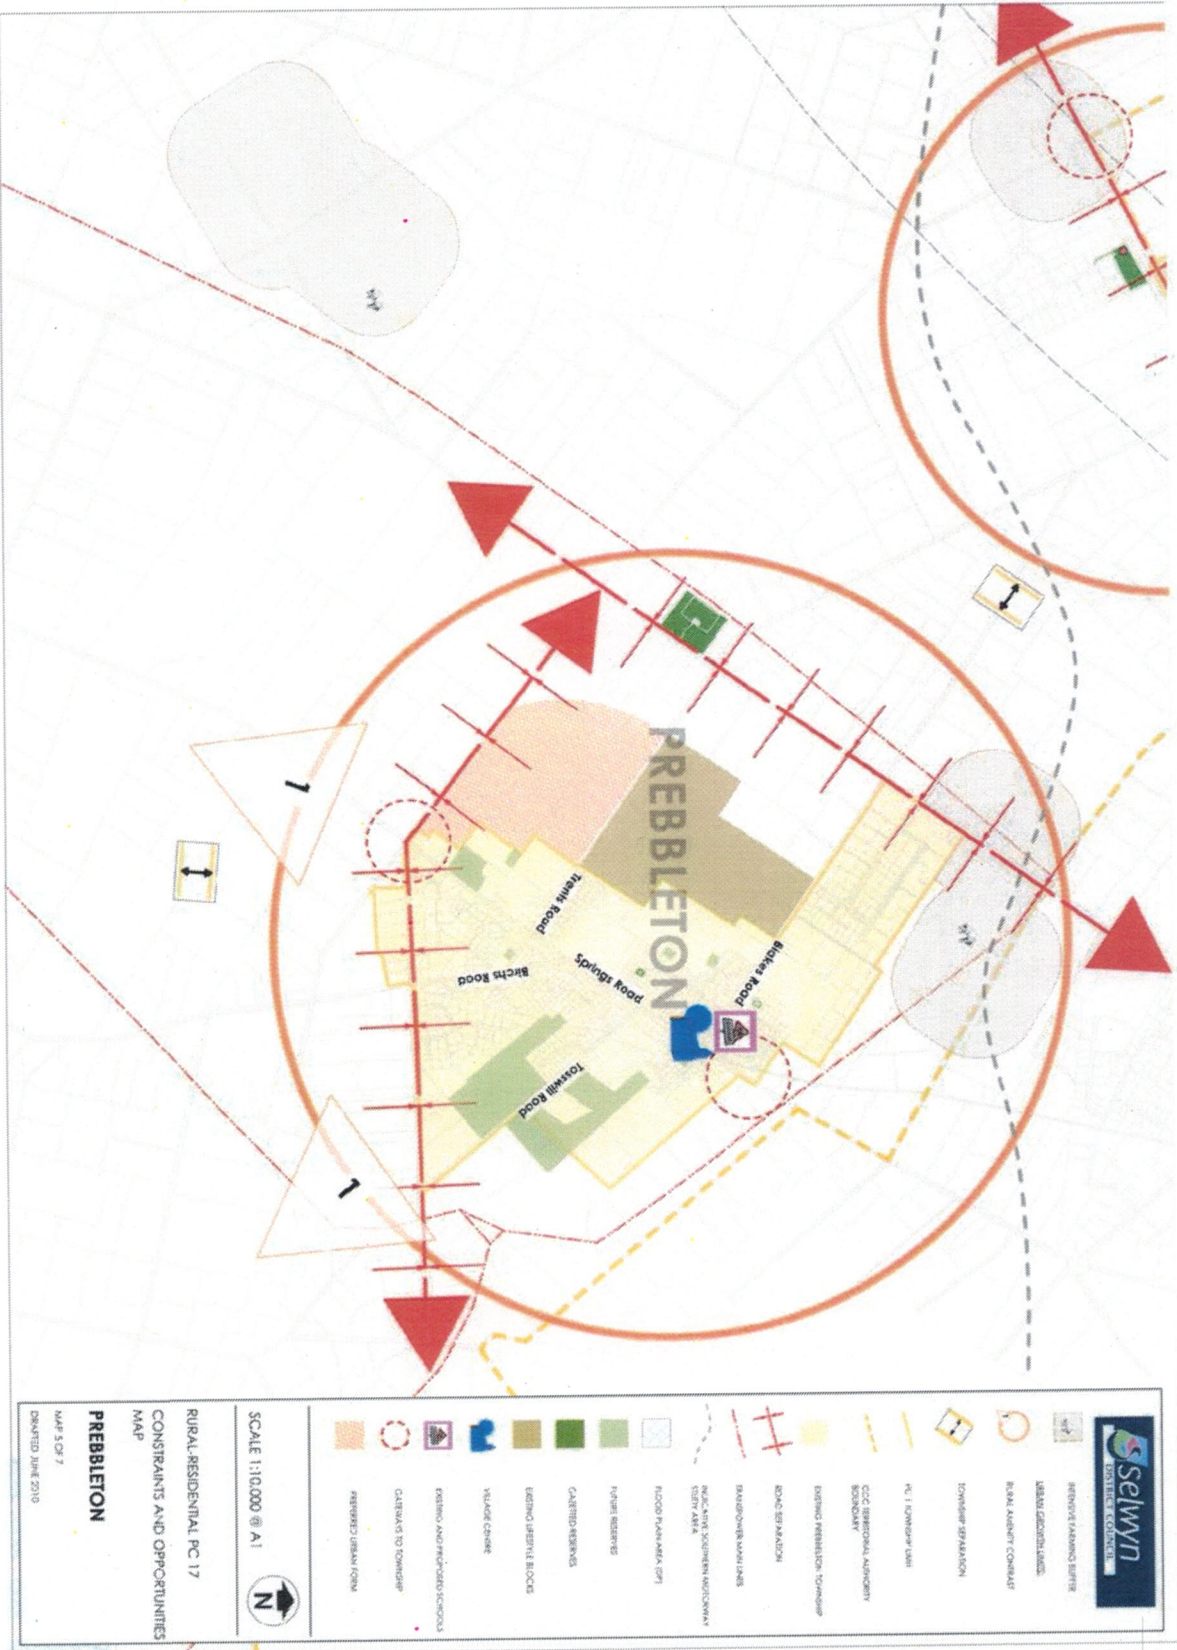 PREBBLETON
Trents Road
Springs Road
Birchs Road
Blakes Road
Tosswill Road
1
1
Selwyn
DISTRICT COUNCIL
INTENSIVE FARMING BUFFER
URBAN GROWTH LIMITS:
RURAL AMENITY CONTRAST
TOWNSHIP SEPARATION
PC 1 TOWNSHIP LIMIT
CCC TERRITORIAL AUTHORITY
BOUNDARY
EXISTING PREBBLETON TOWNSHIP
ROAD SEPARATION
TRANSPOWER MAIN LINES
INDICATIVE SOUTHERN MOTORWAY
STUDY AREA
FLOOD PLAIN AREA (DP)
FUTURE RESERVES
GAZETTED RESERVES
EXISTING LIFESTYLE BLOCKS
VILLAGE CENTRE
EXISTING AND PROPOSED SCHOOLS
GATEWAYS TO TOWNSHIP
PREFERRED URBAN FORM
SCALE 1:10,000 @ A1
N
RURAL-RESIDENTIAL PC 17
CONSTRAINTS AND OPPORTUNITIES
MAP
PREBBLETON
MAP 5 OF 7
DRAFTED JUNE 2010